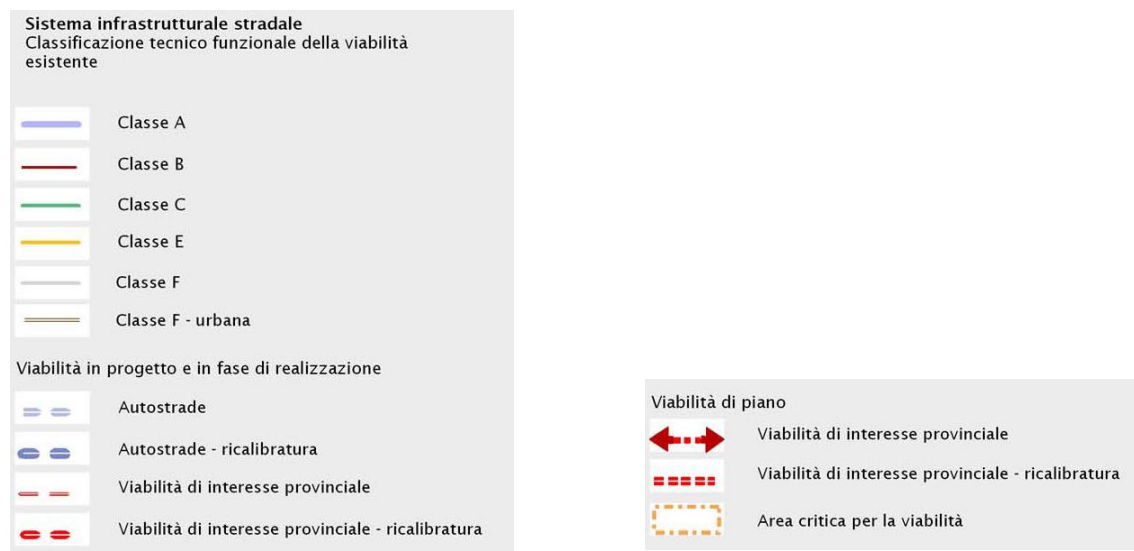 Sistema infrastrutturale stradale
Classificazione tecnico funzionale della viabilità
esistente
Classe A
Classe B
Classe C
Classe E
Classe F
Classe F - urbana
Viabilità in progetto e in fase di realizzazione
Autostrade
Autostrade - ricalibratura
Viabilità di interesse provinciale
Viabilità di interesse provinciale - ricalibratura
Viabilità di piano
Viabilità di interesse provinciale
Viabilità di interesse provinciale - ricalibratura
Area critica per la viabilità